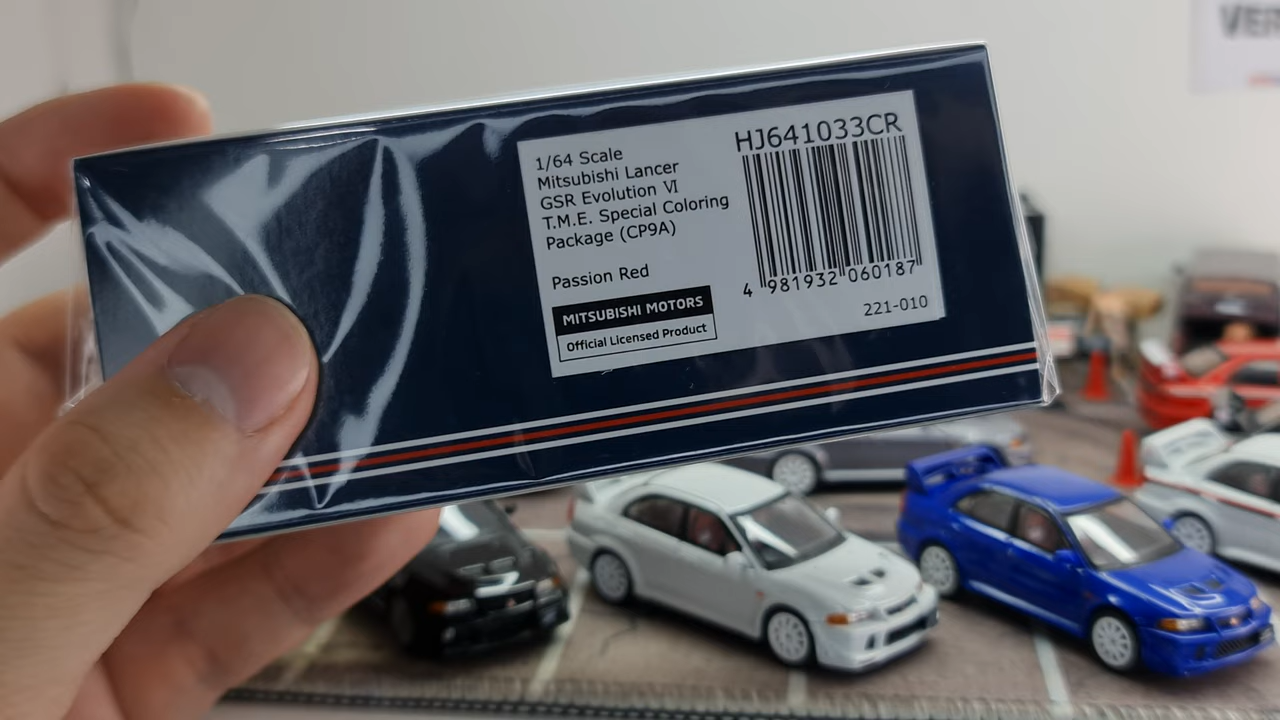 1/64 Scale
Mitsubishi Lancer
GSR Evolution Ⅵ
T.M.E. Special Coloring
Package (CP9A)
Passion Red
MITSUBISHI MOTORS
Official Licensed Product
HJ641033CR
4 981932 060187
221-010